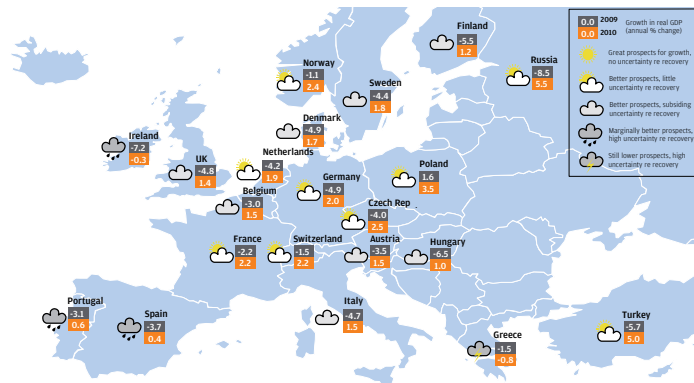 Finland
-5.5
1.2
0.0 2009
0.0 2010
Growth in real GDP
(annual % change)
Great prospects for growth,
no uncertainty re recovery
Better prospects, little
uncertainty re recovery
Better prospects, subsiding
uncertainty re recovery
Marginally better prospects,
high uncertainty re recovery
Still lower prospects, high
uncertainty re recovery
Norway
-1.1
2.4
Russia
-8.5
5.5
Sweden
-4.4
1.8
Denmark
-4.9
1.7
Ireland
-7.2
-0.3
UK
-4.8
1.4
Netherlands
-4.2
1.9
Germany
-4.9
2.0
Poland
1.6
3.5
Belgium
-3.0
1.5
Czech Rep
-4.0
2.5
France
-2.2
2.2
Switzerland
-1.5
2.2
Austria
-3.5
1.5
Hungary
-6.5
1.0
Portugal
-3.1
0.6
Spain
-3.7
0.4
Italy
-4.7
1.5
Greece
-1.5
-0.8
Turkey
-5.7
5.0